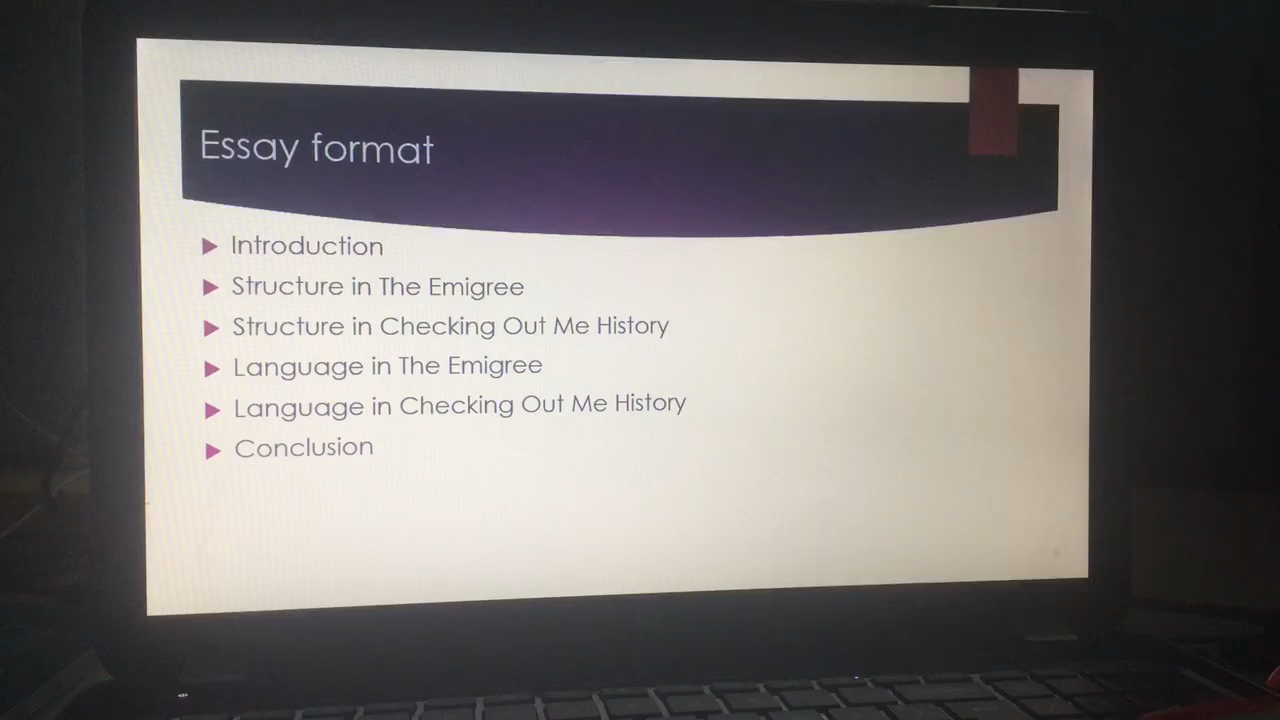 Essay format
Introduction
Structure in The Emigree
Structure in Checking Out Me History
Language in The Emigree
Language in Checking Out Me History
Conclusion